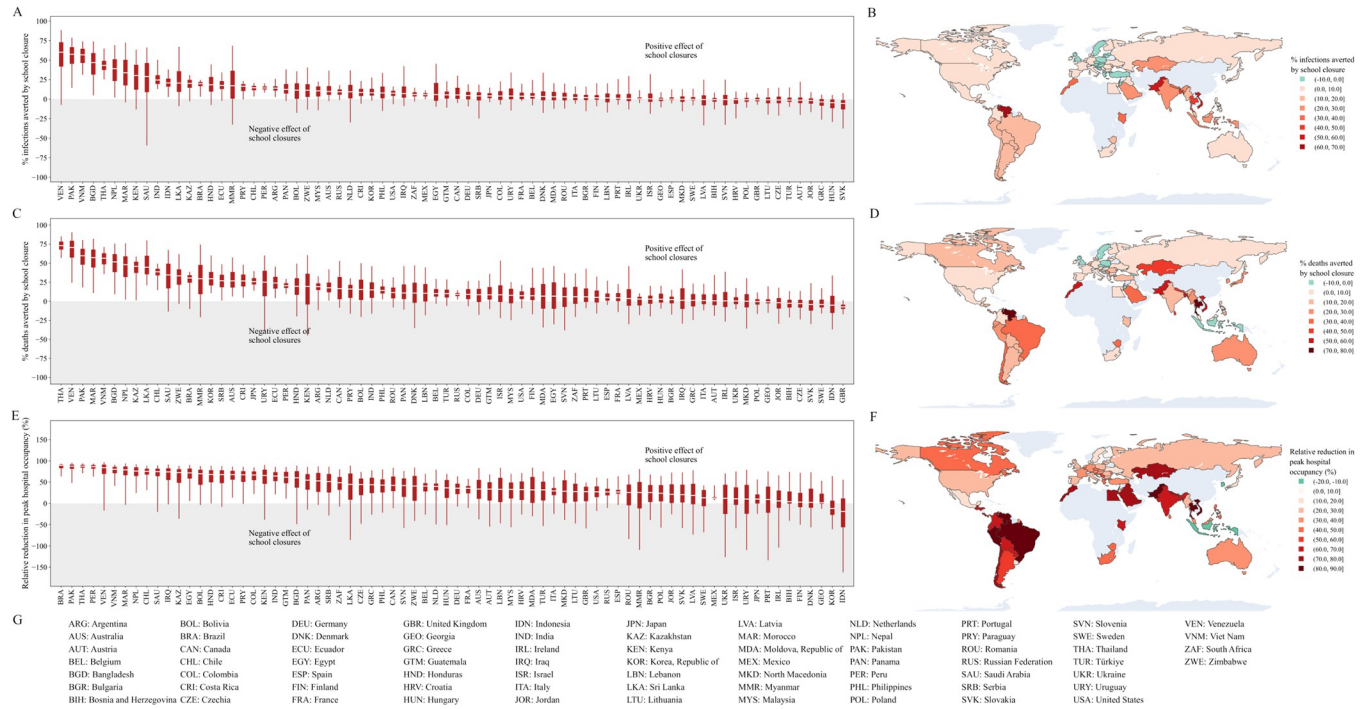 A
% infections averted by school closure
100
75
50
25
0
−25
−50
−75
−100
Positive effect of
school closures
Negative effect of
school closures
VEN PAK VNM BGD THA NPL MAR KEN SAU IND IDN LKA KAZ BRA HND ECU MMR PRY CHL PER ARG PAN BOL ZWE MYS AUS RUS NLD CRI KOR PHL USA IRQ ZAF MEX EGY GTM CAN DEU SRB JPN COL URY FRA BEL DNK MDA ROU ITA BGR FIN LBN PRT IRL UKR ISR GEO ESP MKD SWE LVA BIH SVN HRV POL GBR LTU CZE TUR AUT JOR GRC HUN SVK
B
% infections averted
by school closure
(-10.0, 0.0]
(0.0, 10.0]
(10.0, 20.0]
(20.0, 30.0]
(30.0, 40.0]
(40.0, 50.0]
(50.0, 60.0]
(60.0, 70.0]
C
% deaths averted by school closure
100
75
50
25
0
−25
−50
−75
−100
Positive effect of
school closures
Negative effect of
school closures
THA VEN PAK MAR VNM BGD NPL KAZ LKA CHL SAU ZWE BRA MMR KOR SRB AUS CRI JPN URY ECU PER HND KEN ARG NLD CAN PRY BOL IND PHL ROU PAN DNK LBN BEL TUR RUS COL DEU GTM ISR MYS USA FIN MDA EGY SVN ZAF PRT LTU ESP FRA LVA MEX HRV HUN BGR IRQ GRC ITA AUT IRL UKR MKD POL GEO JOR BIH CZE SVK SWE IDN GBR
D
% deaths averted
by school closure
(-10.0, 0.0]
(0.0, 10.0]
(10.0, 20.0]
(20.0, 30.0]
(30.0, 40.0]
(40.0, 50.0]
(50.0, 60.0]
(70.0, 80.0]
E
Relative reduction in peak hospital occupancy (%)
150
100
50
0
−50
−100
−150
Positive effect of
school closures
Negative effect of
school closures
BRA PAK THA PER VEN VNM MAR NPL CHL SAU IRQ KAZ EGY BOL HND CRI ECU PRY COL KEN IND GTM BGD PAN ARG SRB ZAF LKA CZE GRC PHL CAN SVN ZWE BEL NLD HUN DEU FRA AUS AUT LBN MYS HRV MDA TUR ITA MKD LTU GBR USA RUS ESP ROU MMR BGR JOR SVK LVA SWE MEX UKR ISR URY JPN PRT IRL BIH FIN DNK GEO KOR IDN
F
Relative reduction in
peak hospital
occupancy (%)
(-20.0, -10.0]
(0.0, 10.0]
(10.0, 20.0]
(20.0, 30.0]
(30.0, 40.0]
(40.0, 50.0]
(50.0, 60.0]
(60.0, 70.0]
(70.0, 80.0]
(80.0, 90.0]
G
ARG: Argentina BOL: Bolivia DEU: Germany GBR: United Kingdom IDN: Indonesia JPN: Japan LVA: Latvia NLD: Netherlands PRT: Portugal SVN: Slovenia VEN: Venezuela
AUS: Australia BRA: Brazil DNK: Denmark GEO: Georgia IND: India KAZ: Kazakhstan MAR: Morocco NPL: Nepal PRY: Paraguay SWE: Sweden VNM: Viet Nam
AUT: Austria CAN: Canada ECU: Ecuador GRC: Greece IRL: Ireland KEN: Kenya MDA: Moldova, Republic of PAK: Pakistan ROU: Romania THA: Thailand ZAF: South Africa
BEL: Belgium CHL: Chile EGY: Egypt GTM: Guatemala IRQ: Iraq KOR: Korea, Republic of MEX: Mexico PAN: Panama RUS: Russian Federation TUR: Türkiye ZWE: Zimbabwe
BGD: Bangladesh COL: Colombia ESP: Spain HND: Honduras ISR: Israel LBN: Lebanon MKD: North Macedonia PER: Peru SAU: Saudi Arabia UKR: Ukraine
BGR: Bulgaria CRI: Costa Rica FIN: Finland HRV: Croatia ITA: Italy LKA: Sri Lanka MMR: Myanmar PHL: Philippines SRB: Serbia URY: Uruguay
BIH: Bosnia and Herzegovina CZE: Czechia FRA: France HUN: Hungary JOR: Jordan LTU: Lithuania MYS: Malaysia POL: Poland SVK: Slovakia USA: United States